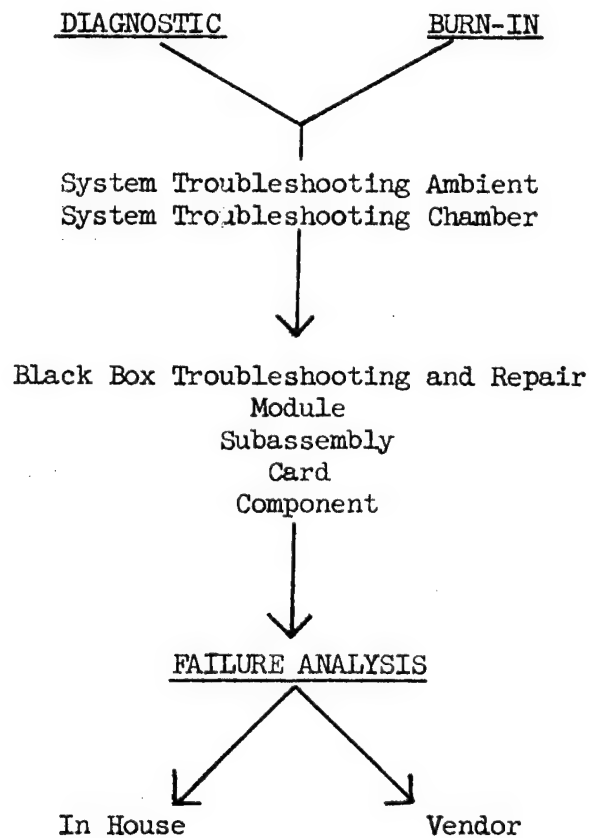 DIAGNOSTIC BURN-IN
System Troubleshooting Ambient
System Troubleshooting Chamber
Black Box Troubleshooting and Repair
Module
Subassembly
Card
Component
FAILURE ANALYSIS
In House Vendor